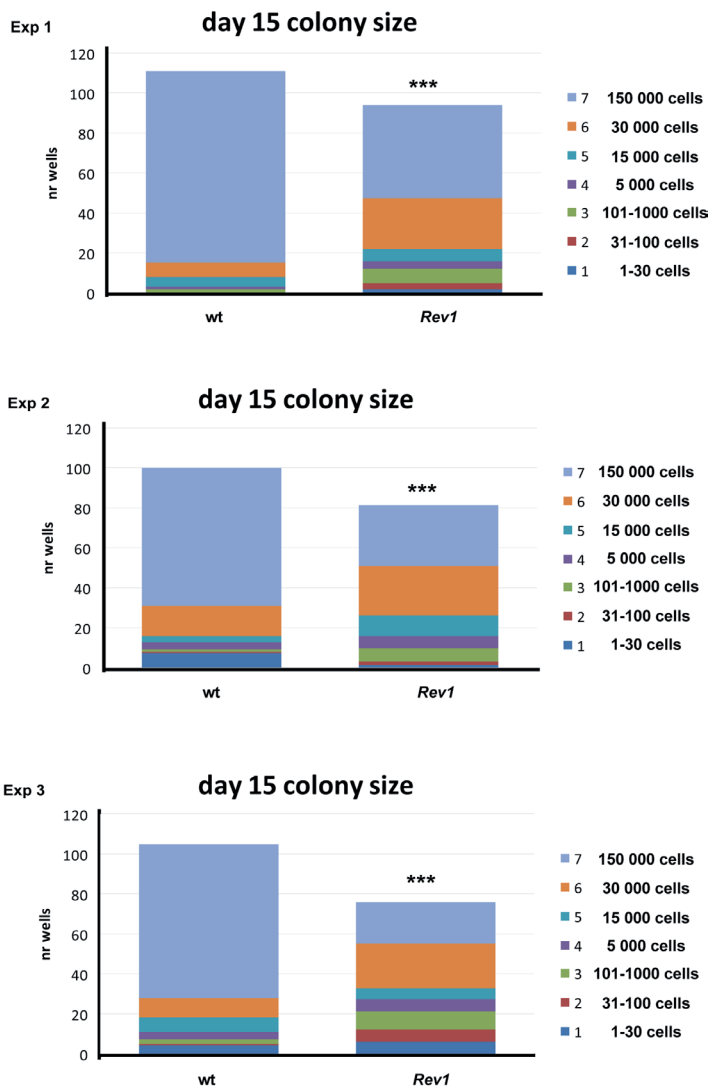 Exp 1
day 15 colony size
120
100
80
60
40
20
0
nr wells
***
wt
Rev1
7 150 000 cells
6 30 000 cells
5 15 000 cells
4 5 000 cells
3 101-1000 cells
2 31-100 cells
1 1-30 cells
Exp 2
day 15 colony size
120
100
80
60
40
20
0
nr wells
***
wt
Rev1
7 150 000 cells
6 30 000 cells
5 15 000 cells
4 5 000 cells
3 101-1000 cells
2 31-100 cells
1 1-30 cells
Exp 3
day 15 colony size
120
100
80
60
40
20
0
nr wells
***
wt
Rev1
7 150 000 cells
6 30 000 cells
5 15 000 cells
4 5 000 cells
3 101-1000 cells
2 31-100 cells
1 1-30 cells